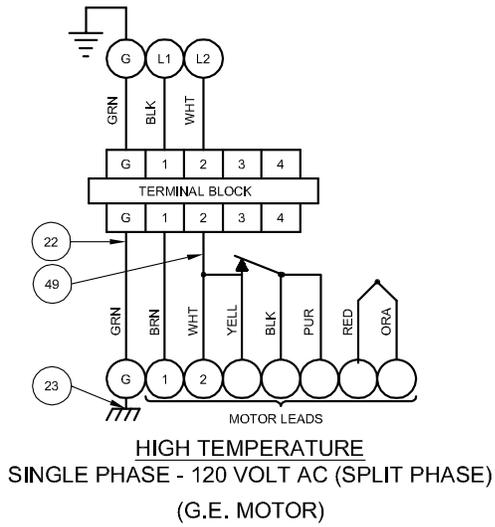 G L1 L2
GRN BLK WHT
G 1 2 3 4
TERMINAL BLOCK
G 1 2 3 4
22
49
GRN BRN WHT YELL BLK PUR RED ORA
G 1 2
23
MOTOR LEADS
HIGH TEMPERATURE
SINGLE PHASE - 120 VOLT AC (SPLIT PHASE)
(G.E. MOTOR)